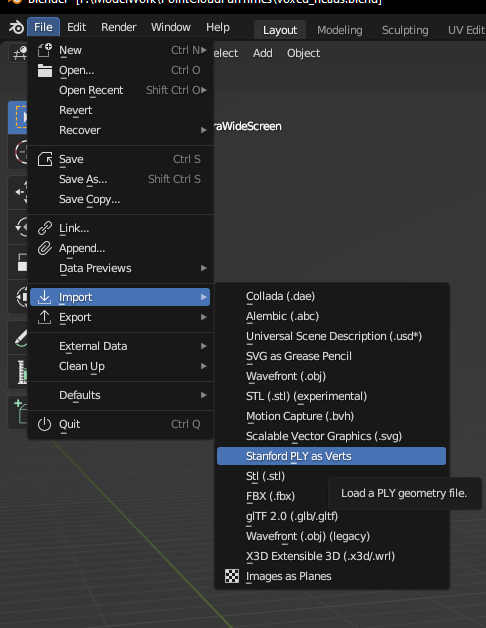 Blender
File Edit Render Window Help Layout Modeling Sculpting UV Edit
New Ctrl N
elect Add Object
Open... Ctrl O
Open Recent Shift Ctrl O
Revert
raWideScreen
Recover
Save Ctrl S
Save As... Shift Ctrl S
Save Copy...
Link...
Append...
Data Previews
Import
Export
External Data
Clean Up
Defaults
Quit Ctrl Q
Collada (.dae)
Alembic (.abc)
Universal Scene Description (.usd*)
SVG as Grease Pencil
Wavefront (.obj)
STL (.stl) (experimental)
Motion Capture (.bvh)
Scalable Vector Graphics (.svg)
Stanford PLY as Verts
Stl (.stl)
Load a PLY geometry file.
FBX (.fbx)
glTF 2.0 (.glb/.gltf)
Wavefront (.obj) (legacy)
X3D Extensible 3D (.x3d/.wrl)
Images as Planes